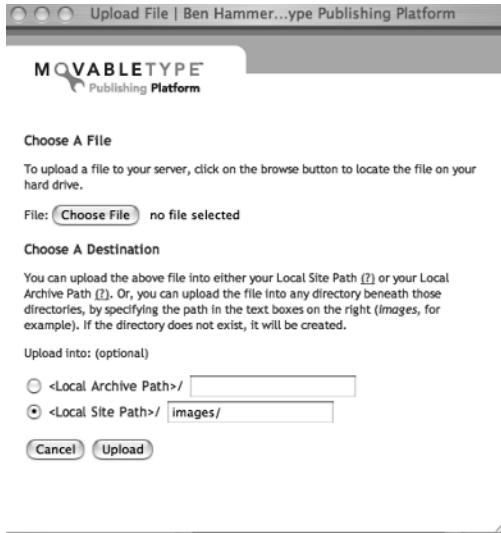 Upload File | Ben Hammer...ype Publishing Platform
MOVABLETYPE
Publishing Platform
Choose A File
To upload a file to your server, click on the browse button to locate the file on your
hard drive.
File: Choose File no file selected
Choose A Destination
You can upload the above file into either your Local Site Path (?) or your Local
Archive Path (?). Or, you can upload the file into any directory beneath those
directories, by specifying the path in the text boxes on the right (images, for
example). If the directory does not exist, it will be created.
Upload into: (optional)
<Local Archive Path>/
<Local Site Path>/ images/
Cancel Upload